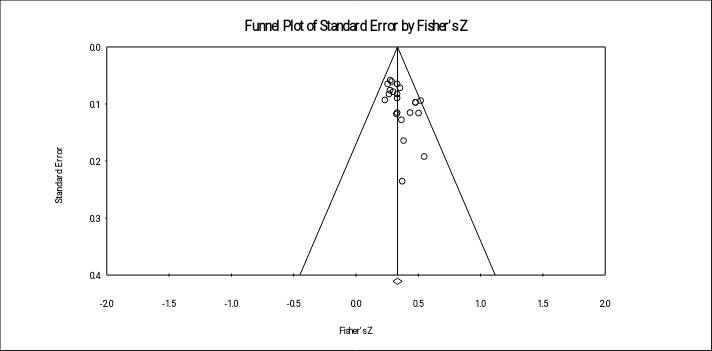 Funnel Plot of Standard Error by Fisher's Z
0.0
0.1
0.2
0.3
0.4
Standard Error
-2.0 -1.5 -1.0 -0.5 0.0 0.5 1.0 1.5 2.0
Fisher's Z